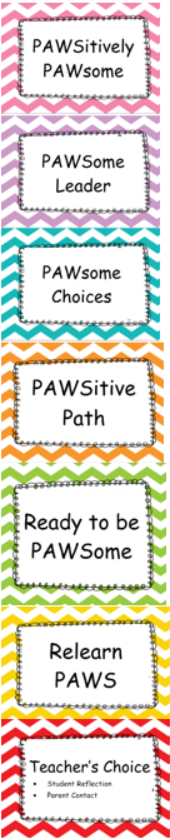 PAWSitively
PAWsome
PAWSome
Leader
PAWsome
Choices
PAWSitive
Path
Ready to be
PAWSome
Relearn
PAWS
Teacher's Choice
• Student Reflection
• Parent Contact